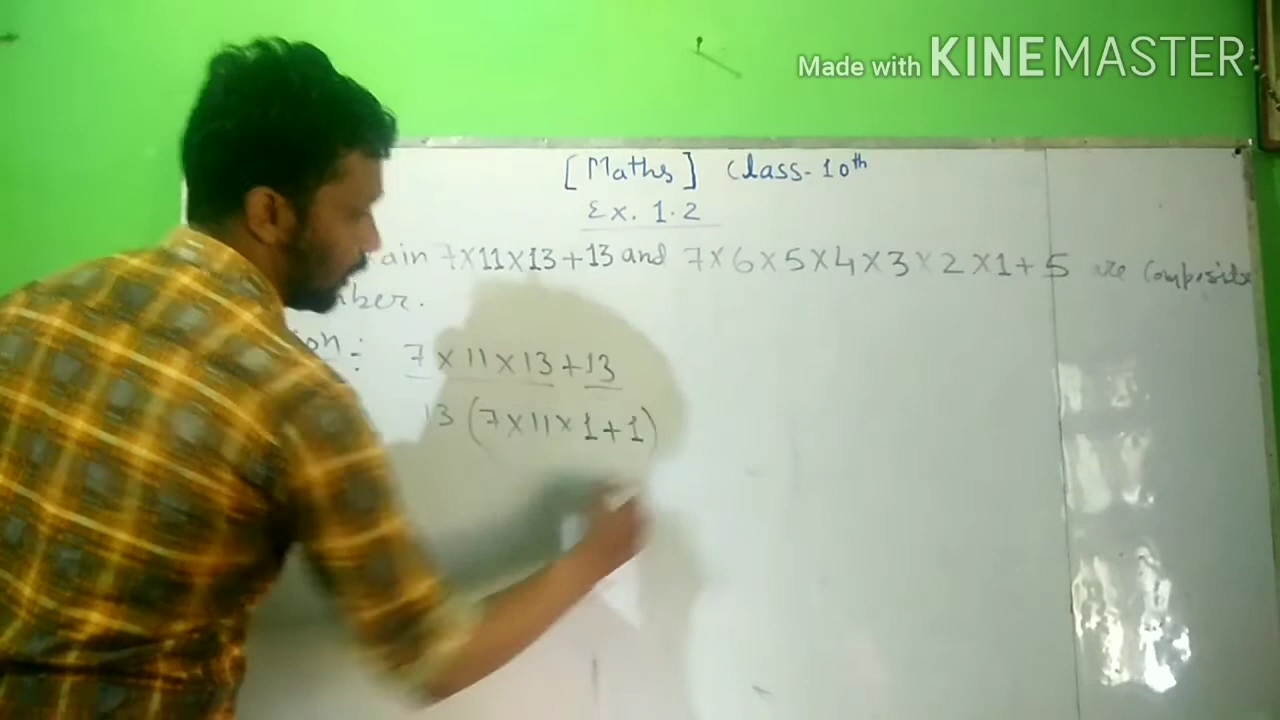 Made with KINEMASTER
[Maths] Class-10th
Ex. 1.2
ain 7×11×13+13 and 7×6×5×4×3×2×1+5 are Composite
ber.
on: 7×11×13+13
13(7×11×1+1)